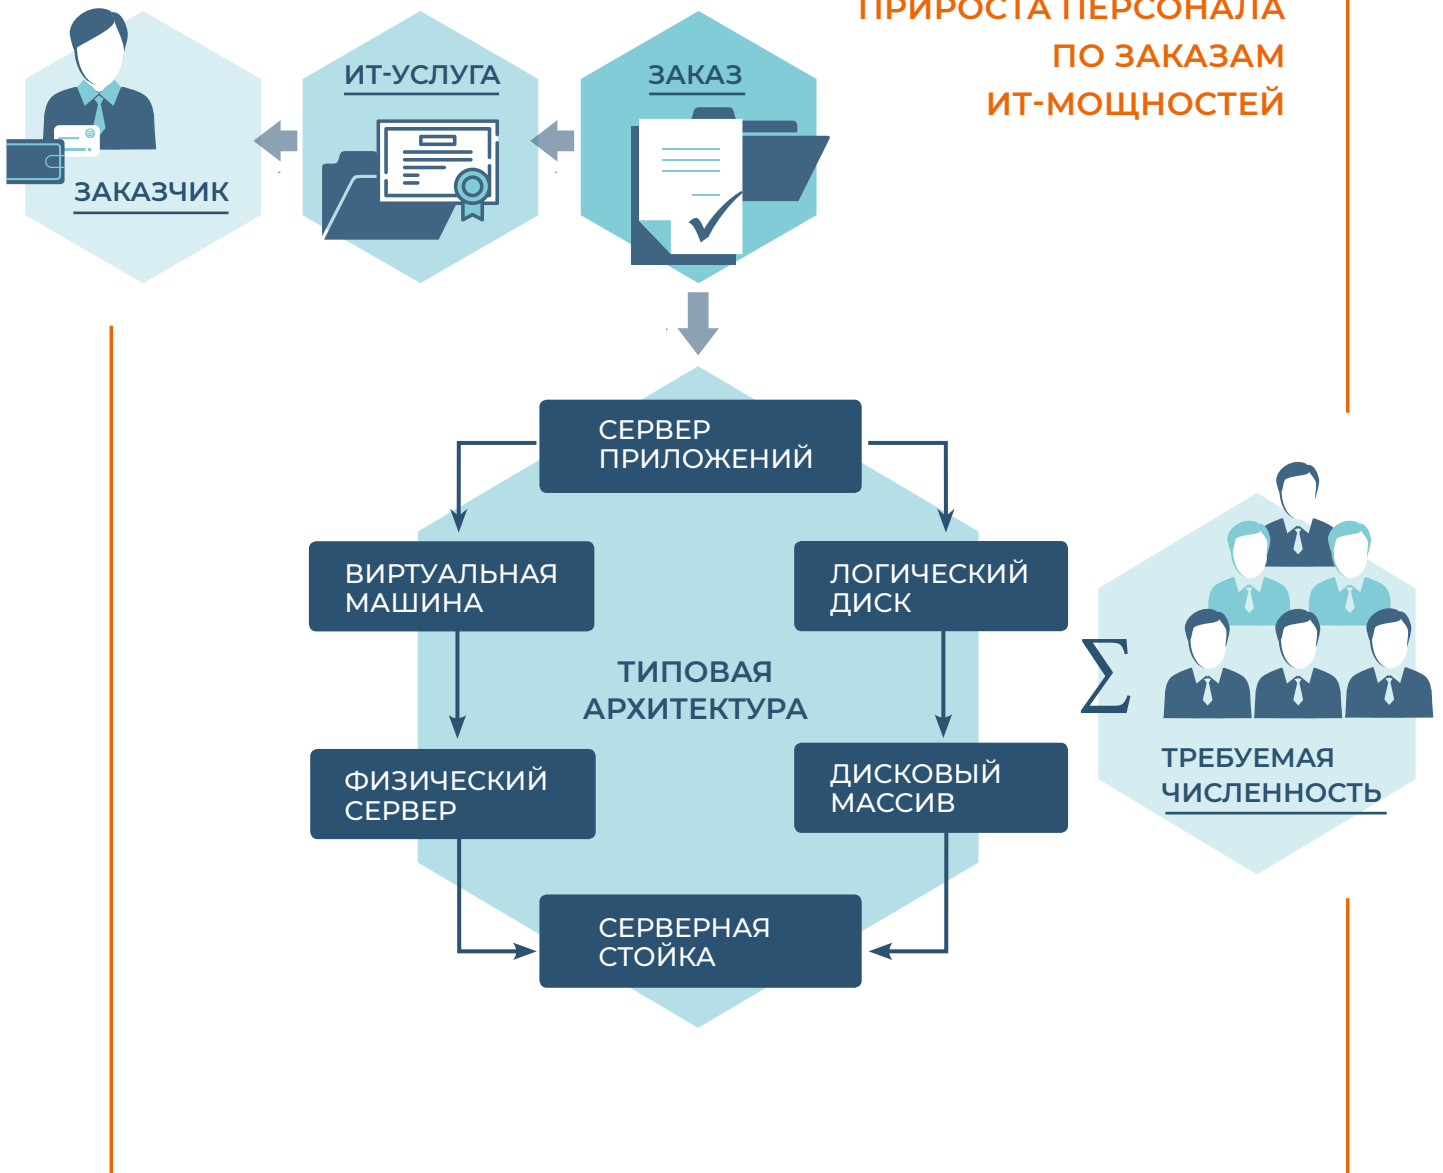 ПРИРОСТА ПЕРСОНАЛА
ПО ЗАКАЗАМ
ИТ-МОЩНОСТЕЙ
ЗАКАЗЧИК
ИТ-УСЛУГА
ЗАКАЗ
СЕРВЕР
ПРИЛОЖЕНИЙ
ВИРТУАЛЬНАЯ
МАШИНА
ЛОГИЧЕСКИЙ
ДИСК
ТИПОВАЯ
АРХИТЕКТУРА
Σ
ФИЗИЧЕСКИЙ
СЕРВЕР
ДИСКОВЫЙ
МАССИВ
ТРЕБУЕМАЯ
ЧИСЛЕННОСТЬ
СЕРВЕРНАЯ
СТОЙКА